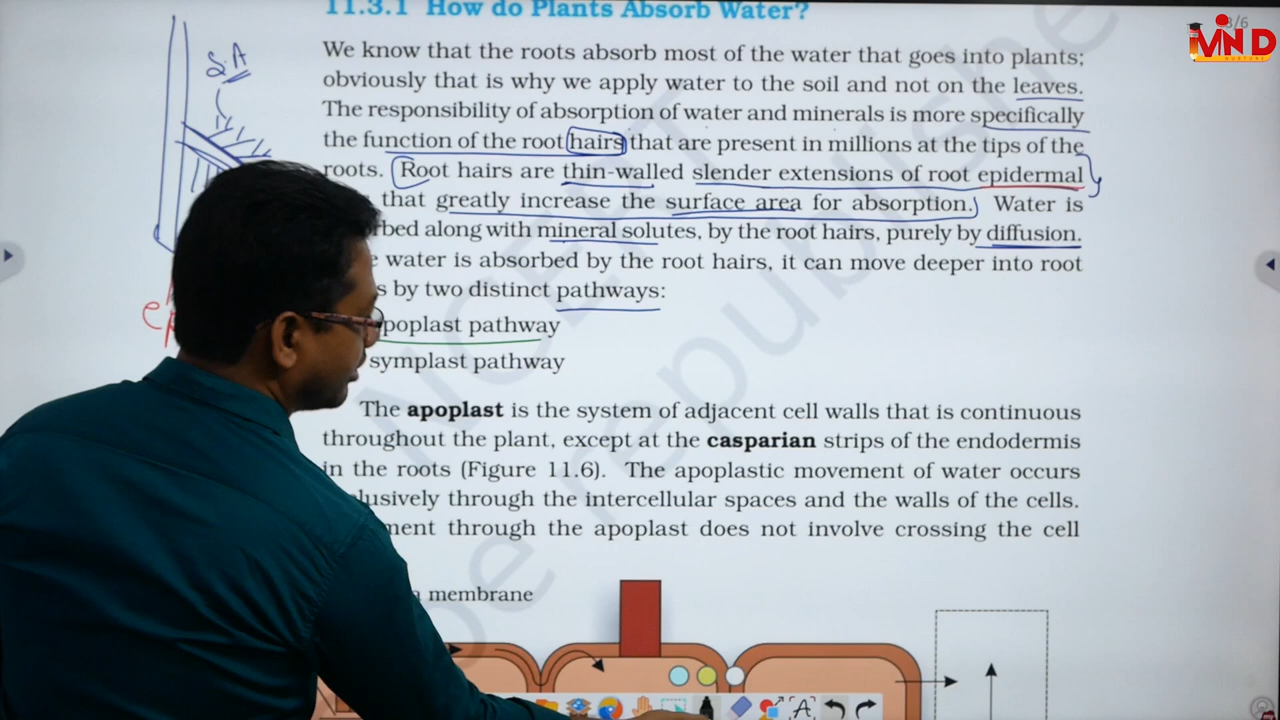 11.3.1 How do Plants Absorb Water?
3/6
MIND
We know that the roots absorb most of the water that goes into plants;
S.A
obviously that is why we apply water to the soil and not on the leaves.
The responsibility of absorption of water and minerals is more specifically
the function of the root hairs that are present in millions at the tips of the
roots. Root hairs are thin-walled slender extensions of root epidermal
that greatly increase the surface area for absorption. Water is
rbed along with mineral solutes, by the root hairs, purely by diffusion.
e water is absorbed by the root hairs, it can move deeper into root
s by two distinct pathways:
poplast pathway
symplast pathway
The apoplast is the system of adjacent cell walls that is continuous
throughout the plant, except at the casparian strips of the endodermis
in the roots (Figure 11.6). The apoplastic movement of water occurs
lusively through the intercellular spaces and the walls of the cells.
ment through the apoplast does not involve crossing the cell
membrane